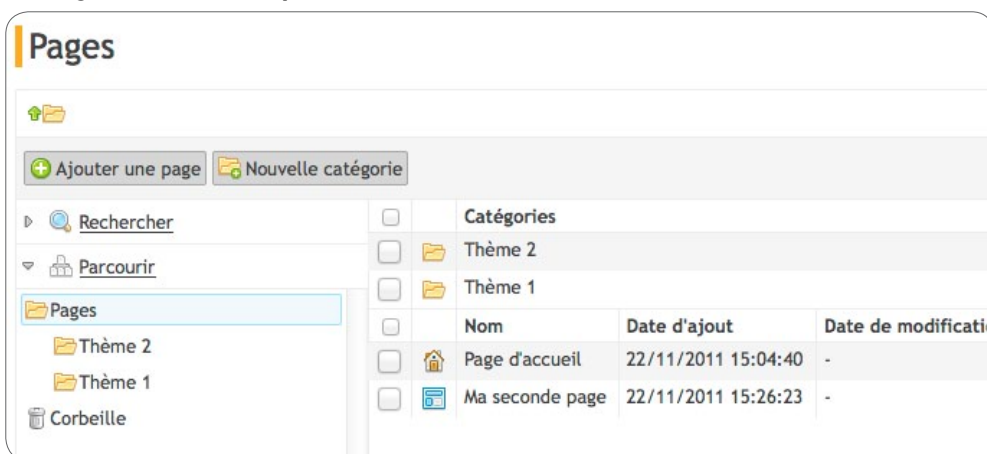 Pages
Ajouter une page Nouvelle catégorie
Rechercher
Parcourir
Pages
Thème 2
Thème 1
Corbeille
Catégories
Thème 2
Thème 1
Nom Date d'ajout
Page d'accueil 22/11/2011 15:04:40 -
Ma seconde page 22/11/2011 15:26:23 -